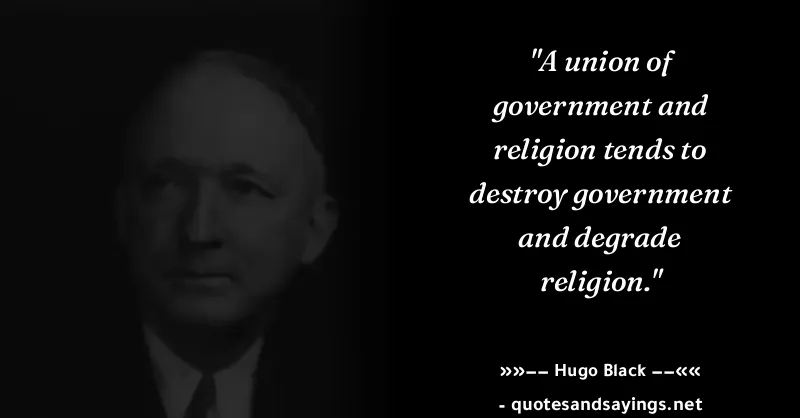 "A union of
government and
religion tends to
destroy government
and degrade
religion."
»»−− Hugo Black −−««
- quotesandsayings.net